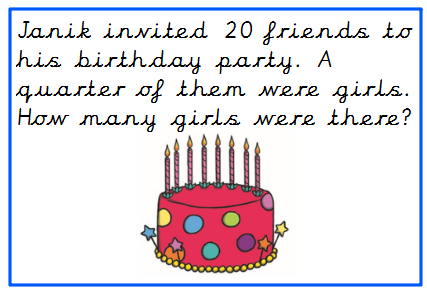 Janik invited 20 friends to
his birthday party. A
quarter of them were girls.
How many girls were there?